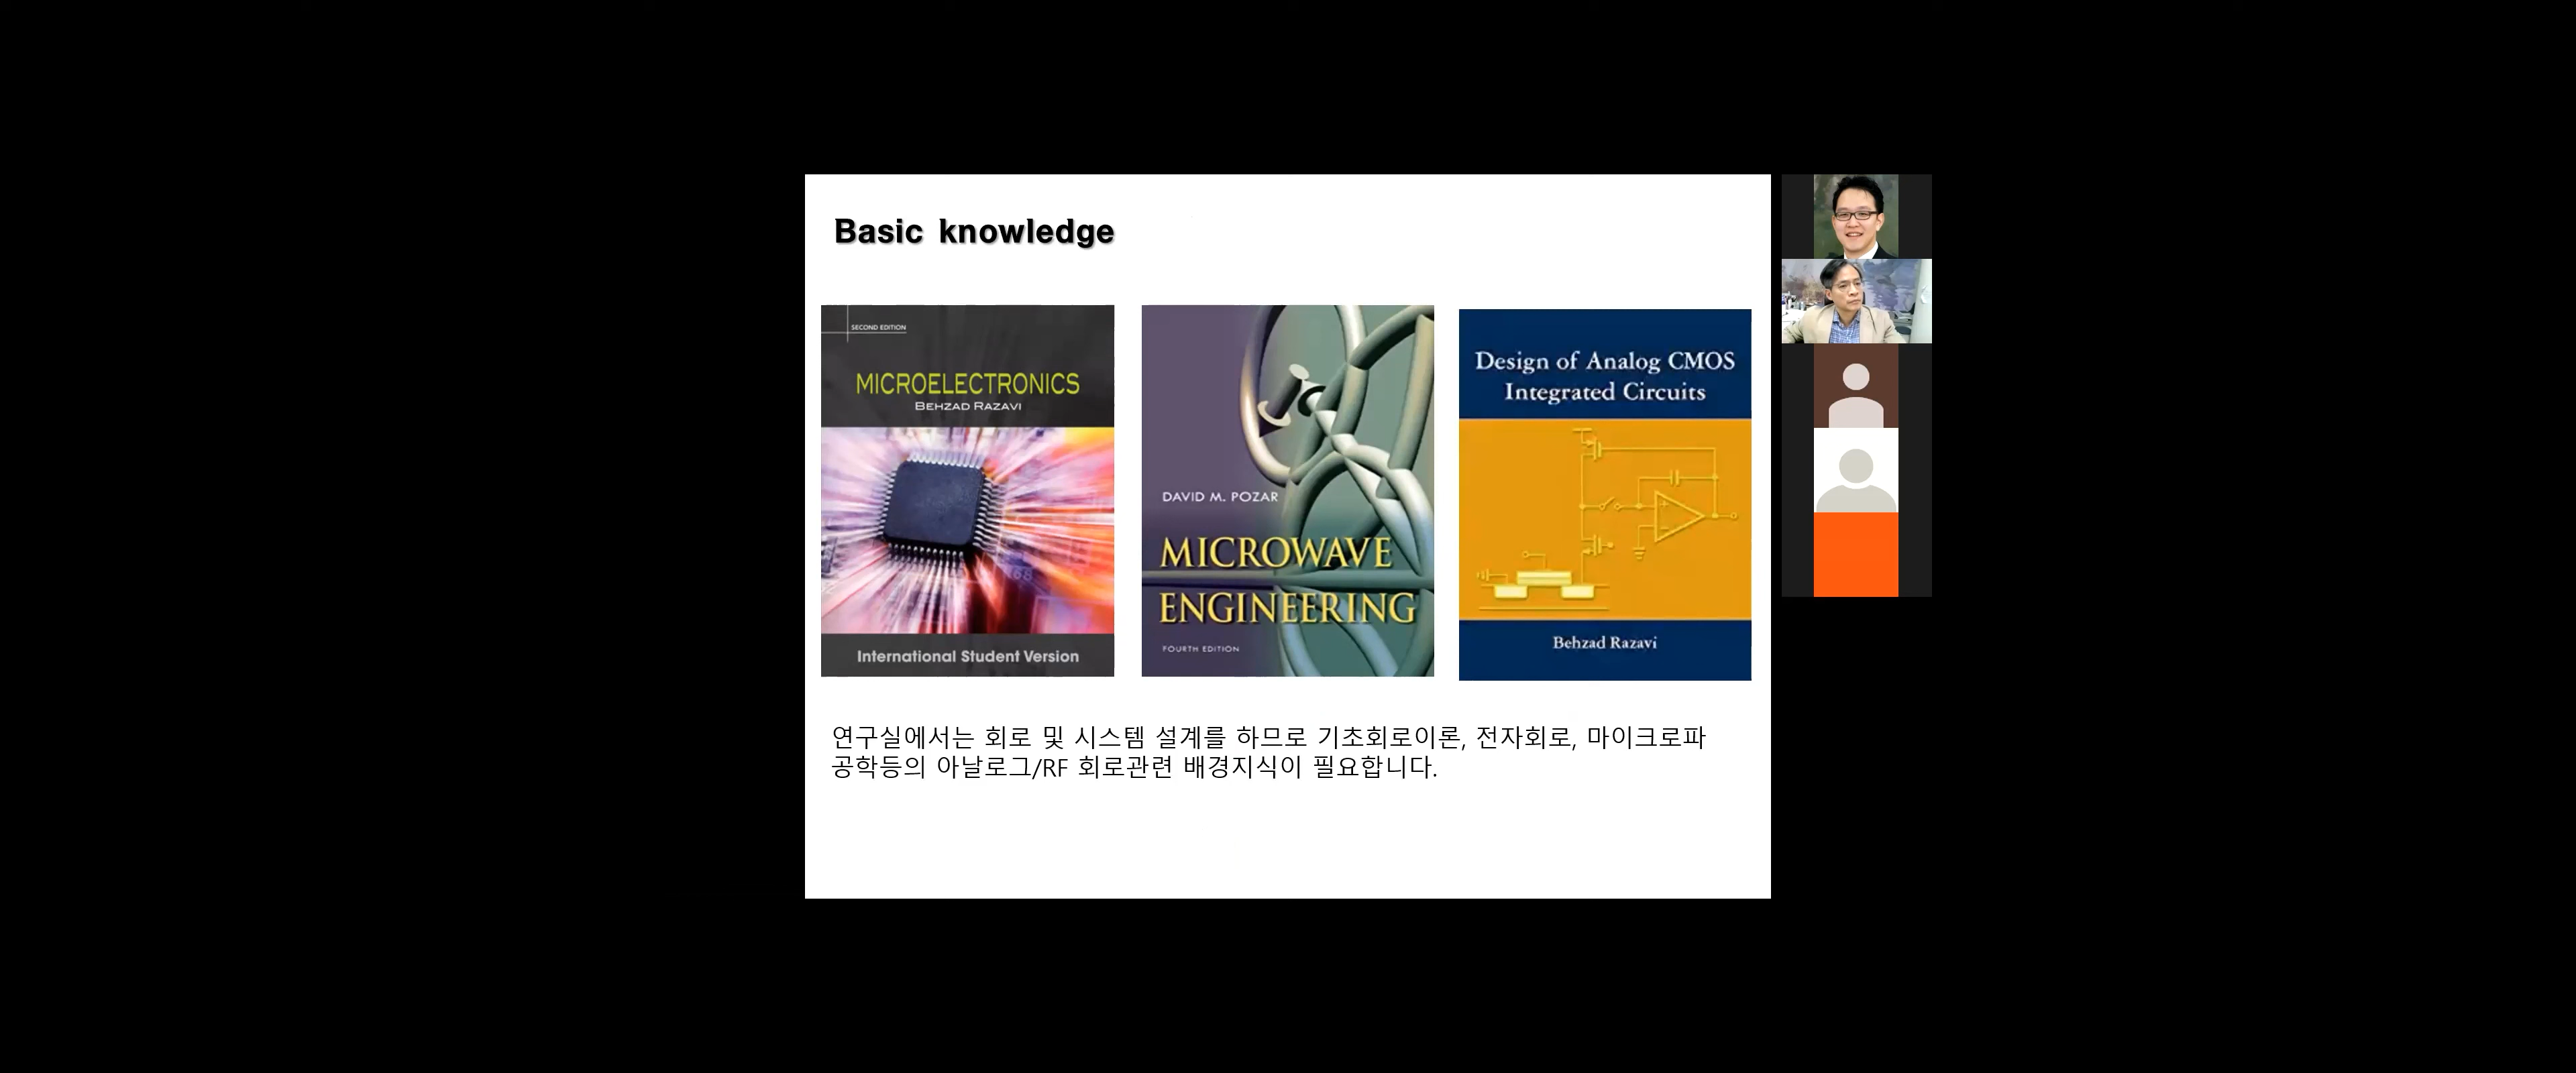 Basic knowledge
SECOND EDITION
MICROELECTRONICS
BEHZAD RAZAVI
International Student Version
DAVID M. POZAR
MICROWAVE
ENGINEERING
FOURTH EDITION
Design of Analog CMOS
Integrated Circuits
Behzad Razavi
연구실에서는 회로 및 시스템 설계를 하므로 기초회로이론, 전자회로, 마이크로파
공학등의 아날로그/RF 회로관련 배경지식이 필요합니다.